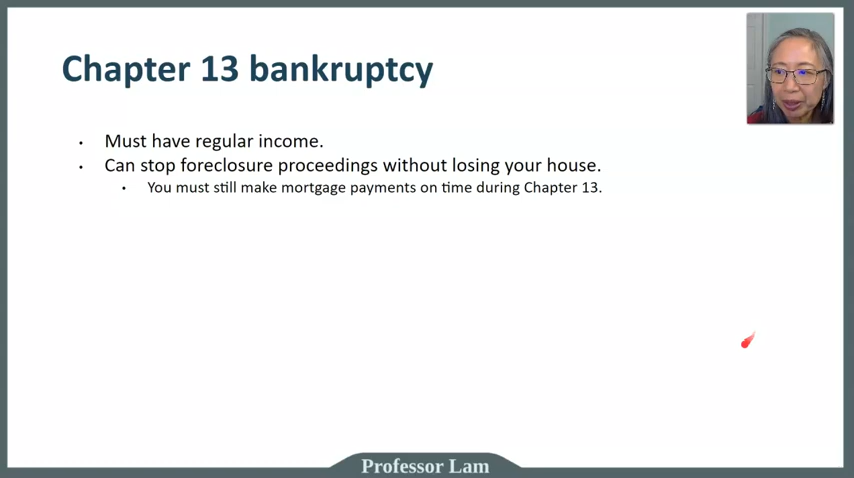 Chapter 13 bankruptcy
• Must have regular income.
• Can stop foreclosure proceedings without losing your house.
• You must still make mortgage payments on time during Chapter 13.
Professor Lam